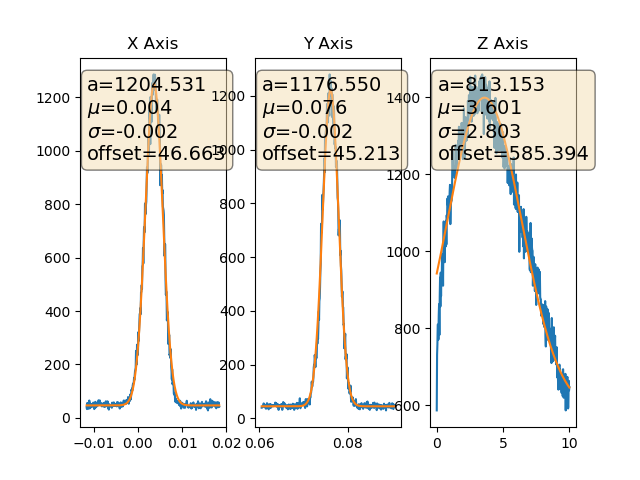 X Axis
a=1204.531
μ=0.004
σ=-0.002
offset=46.663
1200
1000
800
600
400
200
0
−0.01 0.00 0.01 0.02
Y Axis
a=1176.550
μ=0.076
σ=-0.002
offset=45.213
1200
1000
800
600
400
200
0
0.06 0.08
Z Axis
a=813.153
μ=3.601
σ=2.803
offset=585.394
1400
1200
1000
800
600
0 5 10